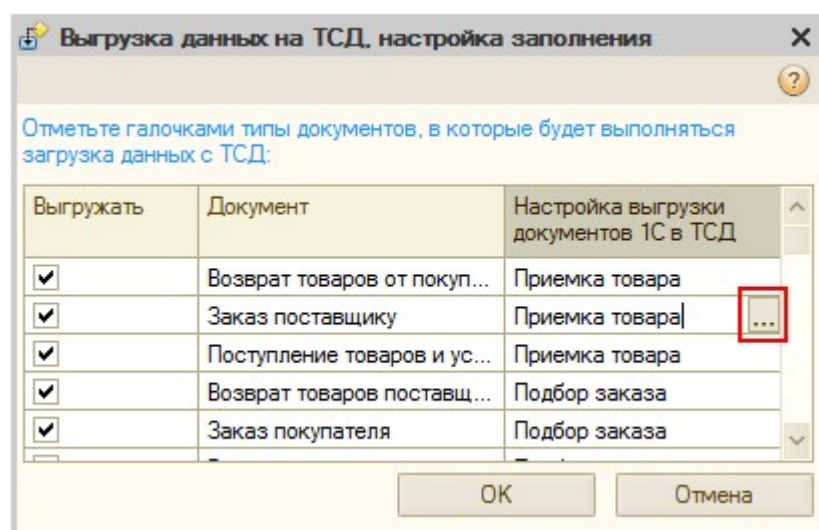 Выгрузка данных на ТСД, настройка заполнения
?
Отметьте галочками типы документов, в которые будет выполняться
загрузка данных с ТСД:
Выгружать Документ Настройка выгрузки
документов 1С в ТСД
Возврат товаров от покуп... Приемка товара
Заказ поставщику Приемка товара ...
Поступление товаров и ус... Приемка товара
Возврат товаров поставщ... Подбор заказа
Заказ покупателя Подбор заказа
OK Отмена